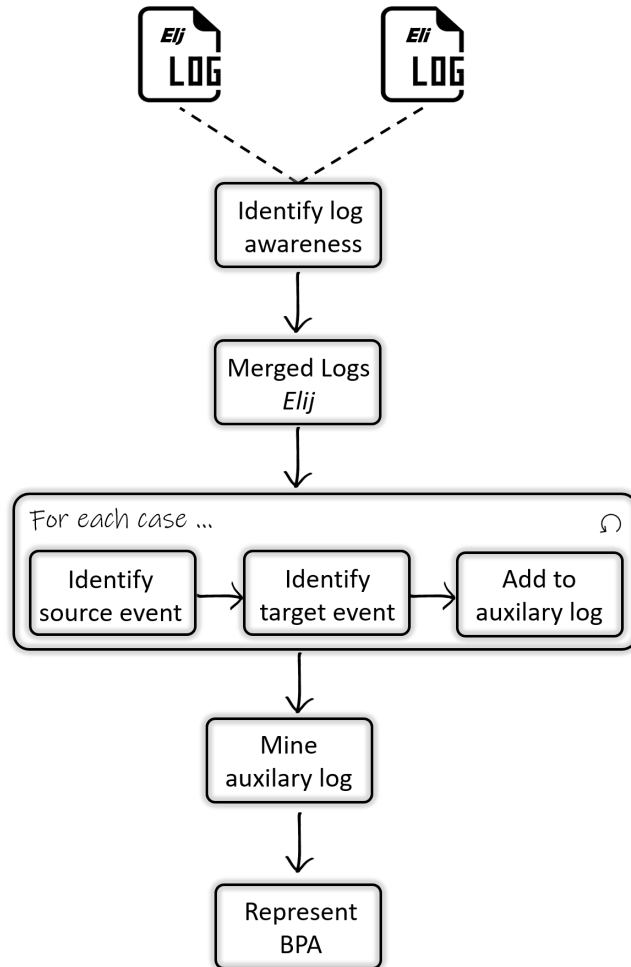 Elj
LOG
Eli
LOG
Identify log
awareness
Merged Logs
Elij
For each case ...
Identify
source event
Identify
target event
Add to
auxilary log
Mine
auxilary log
Represent
BPA